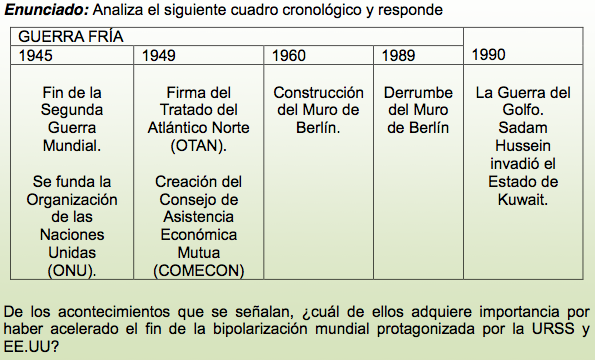 Enunciado: Analiza el siguiente cuadro cronológico y responde
GUERRA FRÍA
1945
1949
1960
1989
1990
Fin de la
Segunda
Guerra
Mundial.
Se funda la
Organización
de las
Naciones
Unidas
(ONU).
Firma del
Tratado del
Atlántico Norte
(OTAN).
Creación del
Consejo de
Asistencia
Económica
Mutua
(COMECON)
Construcción
del Muro de
Berlín.
Derrumbe
del Muro
de Berlín
La Guerra del
Golfo.
Sadam
Hussein
invadió el
Estado de
Kuwait.
De los acontecimientos que se señalan, ¿cuál de ellos adquiere importancia por
haber acelerado el fin de la bipolarización mundial protagonizada por la URSS y
EE.UU?